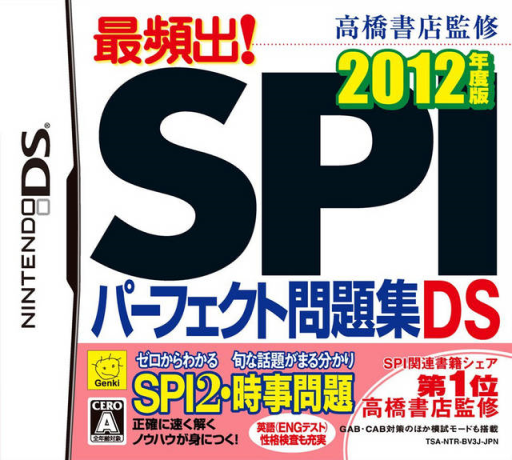 最頻出!
高橋書店監修
2012年度版
SPI
パーフェクト問題集DS
NINTENDODS®
Genki
ゼロからわかる 旬な話題がまる分かり
SPI2・時事問題
正確に速く解く
ノウハウが身につく!
英語(ENGテスト)
性格検査も充実
SPI関連書籍シェア
第1位
高橋書店監修
GAB・CAB対策のほか模試モードも搭載
TSA-NTR-BV3J-JPN
CERO
A
全年齢対象